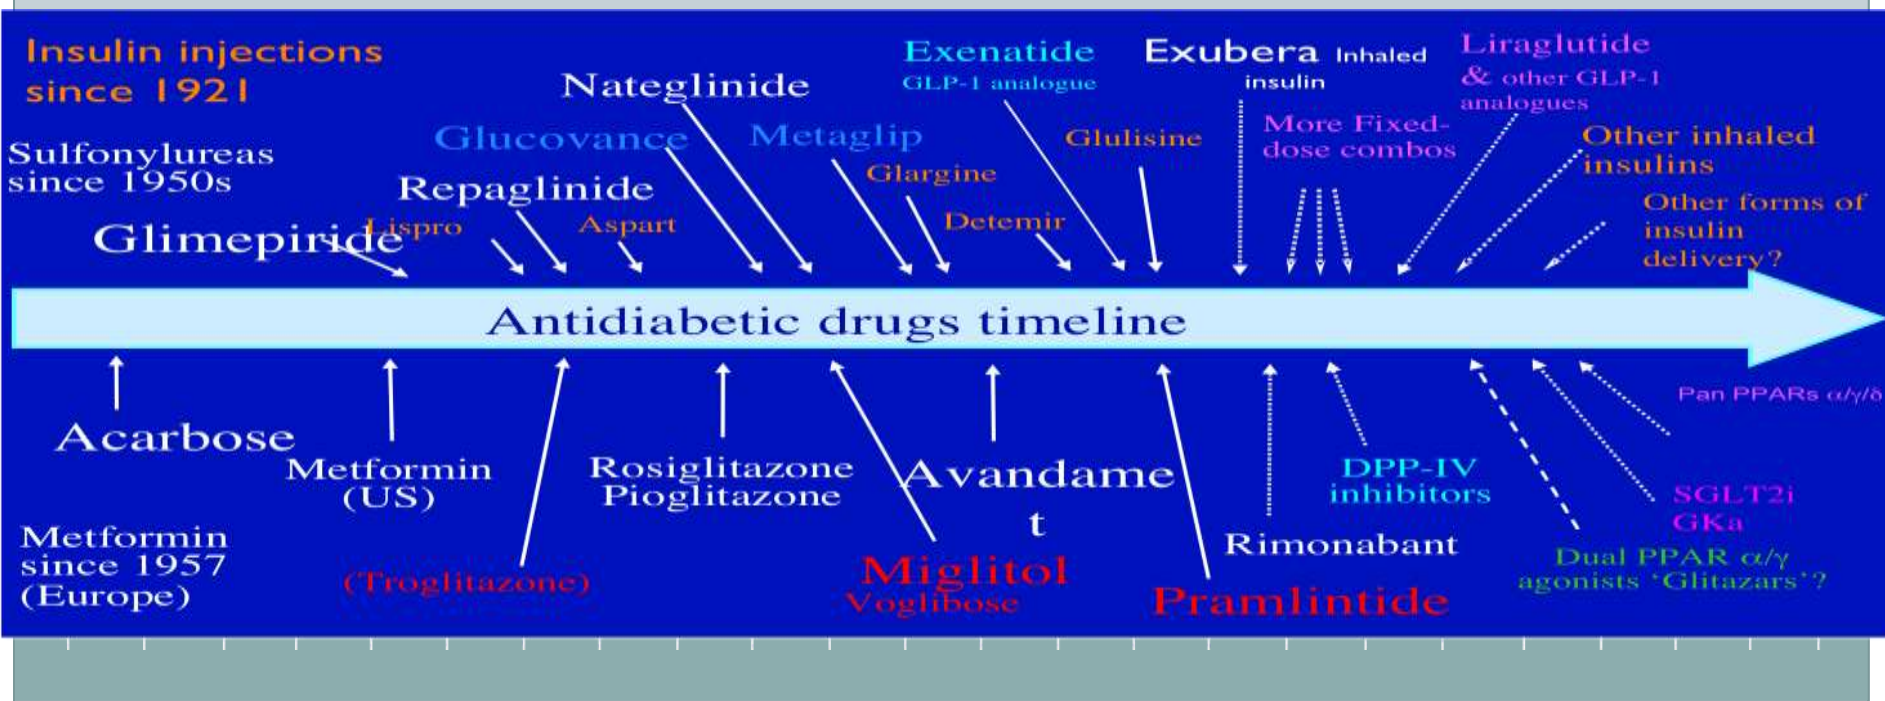 Insulin injections
since 1921
Sulfonylureas
since 1950s
Glimepiride
Lispro
Repaglinide
Glucovance
Nateglinide
Aspart
Metaglip
Glargine
Exenatide
GLP-1 analogue
Detemir
Glulisine
Exubera Inhaled
insulin
More Fixed-
dose combos
Liraglutide
& other GLP-1
analogues
Other inhaled
insulins
Other forms of
insulin
delivery?
Antidiabetic drugs timeline
Acarbose
Metformin
(US)
Metformin
since 1957
(Europe)
(Troglitazone)
Rosiglitazone
Pioglitazone
Avandame
t
Miglitol
Voglibose
Pramlintide
Rimonabant
DPP-IV
inhibitors
Pan PPARs α/γ/δ
SGLT2i
GKa
Dual PPAR α/γ
agonists ‘Glitazars’?